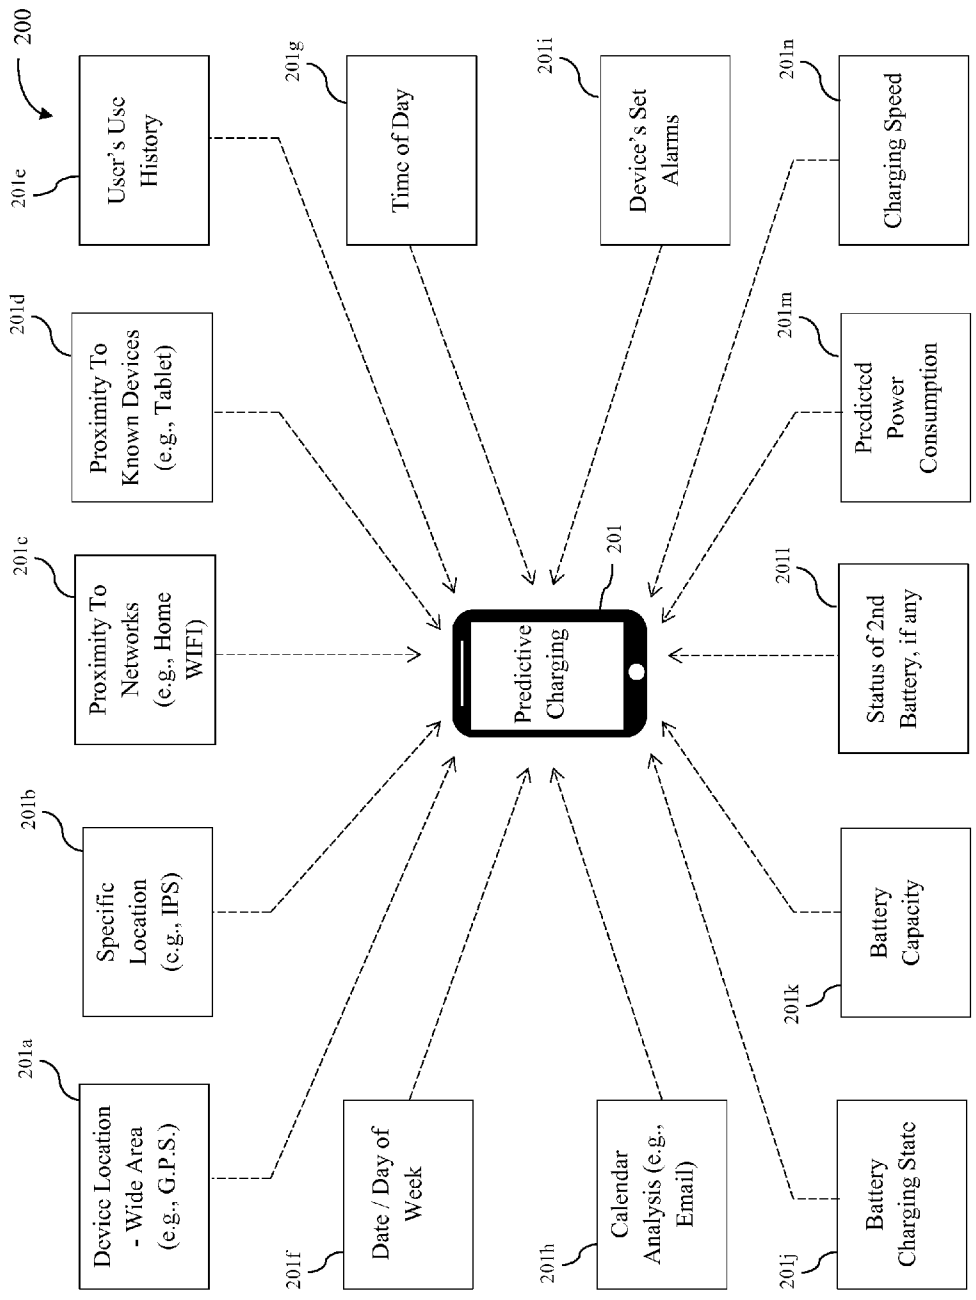 200
201a
Device Location
- Wide Area
(e.g., G.P.S.)
201b
Specific
Location
(e.g., IPS)
201c
Proximity To
Networks
(e.g., Home
WIFI)
201d
Proximity To
Known Devices
(e.g., Tablet)
201e
User's Use
History
201f
Date / Day of
Week
201g
Time of Day
Predictive
Charging
201
201h
Calendar
Analysis (e.g.,
Email)
201i
Device's Set
Alarms
201j
Battery
Charging State
201k
Battery
Capacity
201l
Status of 2nd
Battery, if any
201m
Predicted
Power
Consumption
201n
Charging Speed